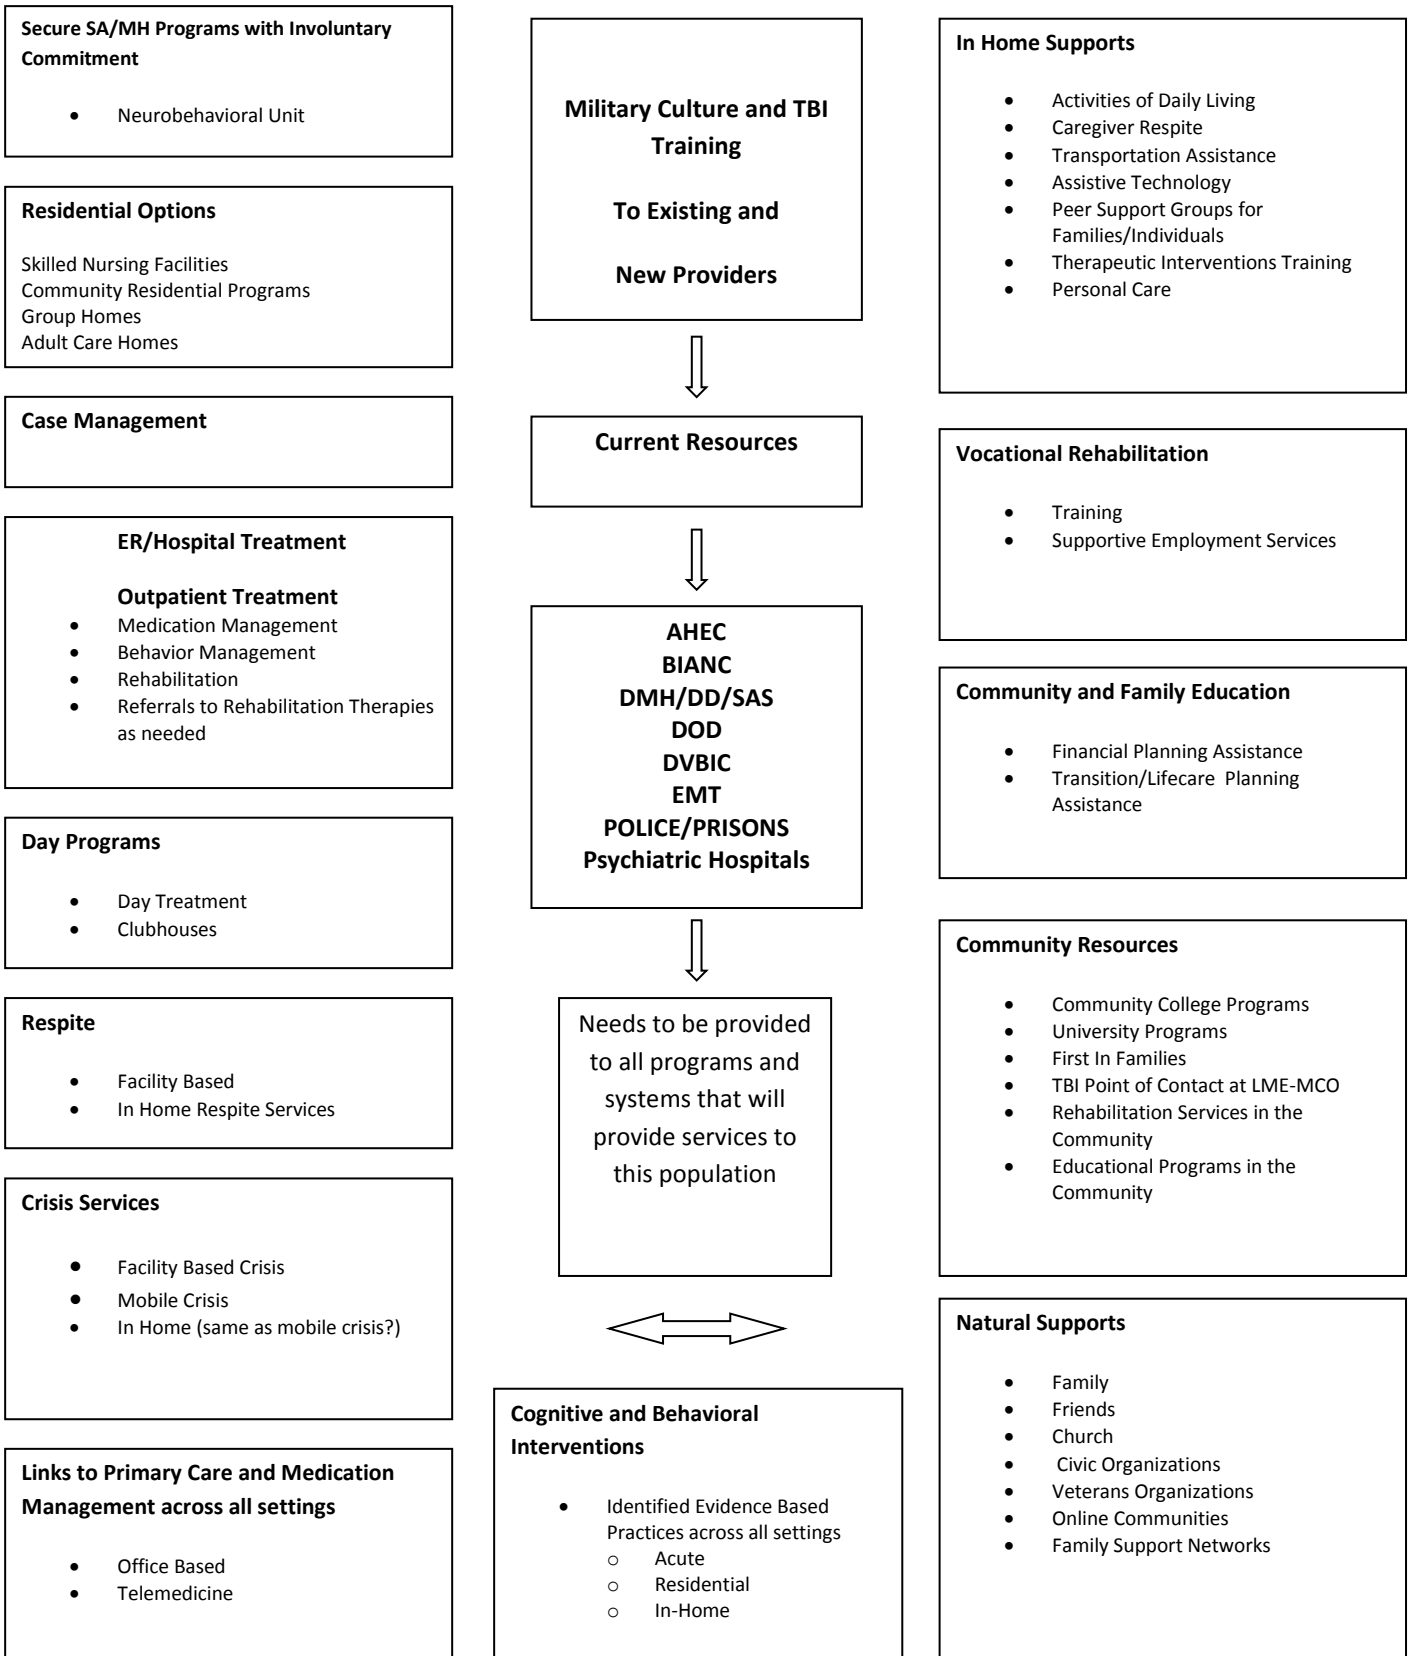 Secure SA/MH Programs with Involuntary
Commitment
• Neurobehavioral Unit
Residential Options
Skilled Nursing Facilities
Community Residential Programs
Group Homes
Adult Care Homes
Case Management
ER/Hospital Treatment
Outpatient Treatment
• Medication Management
• Behavior Management
• Rehabilitation
• Referrals to Rehabilitation Therapies
as needed
Day Programs
• Day Treatment
• Clubhouses
Respite
• Facility Based
• In Home Respite Services
Crisis Services
• Facility Based Crisis
• Mobile Crisis
• In Home (same as mobile crisis?)
Links to Primary Care and Medication
Management across all settings
• Office Based
• Telemedicine
Military Culture and TBI
Training
To Existing and
New Providers
Current Resources
AHEC
BIANC
DMH/DD/SAS
DOD
DVBIC
EMT
POLICE/PRISONS
Psychiatric Hospitals
Needs to be provided
to all programs and
systems that will
provide services to
this population
Cognitive and Behavioral
Interventions
• Identified Evidence Based
Practices across all settings
o Acute
o Residential
o In-Home
In Home Supports
• Activities of Daily Living
• Caregiver Respite
• Transportation Assistance
• Assistive Technology
• Peer Support Groups for
Families/Individuals
• Therapeutic Interventions Training
• Personal Care
Vocational Rehabilitation
• Training
• Supportive Employment Services
Community and Family Education
• Financial Planning Assistance
• Transition/Lifecare Planning
Assistance
Community Resources
• Community College Programs
• University Programs
• First In Families
• TBI Point of Contact at LME-MCO
• Rehabilitation Services in the
Community
• Educational Programs in the
Community
Natural Supports
• Family
• Friends
• Church
• Civic Organizations
• Veterans Organizations
• Online Communities
• Family Support Networks